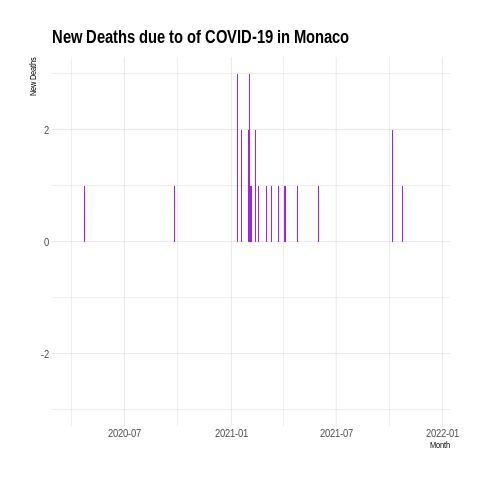 New Deaths due to of COVID-19 in Monaco
New Deaths
2
0
-2
2020-07 2021-01 2021-07 2022-01
Month